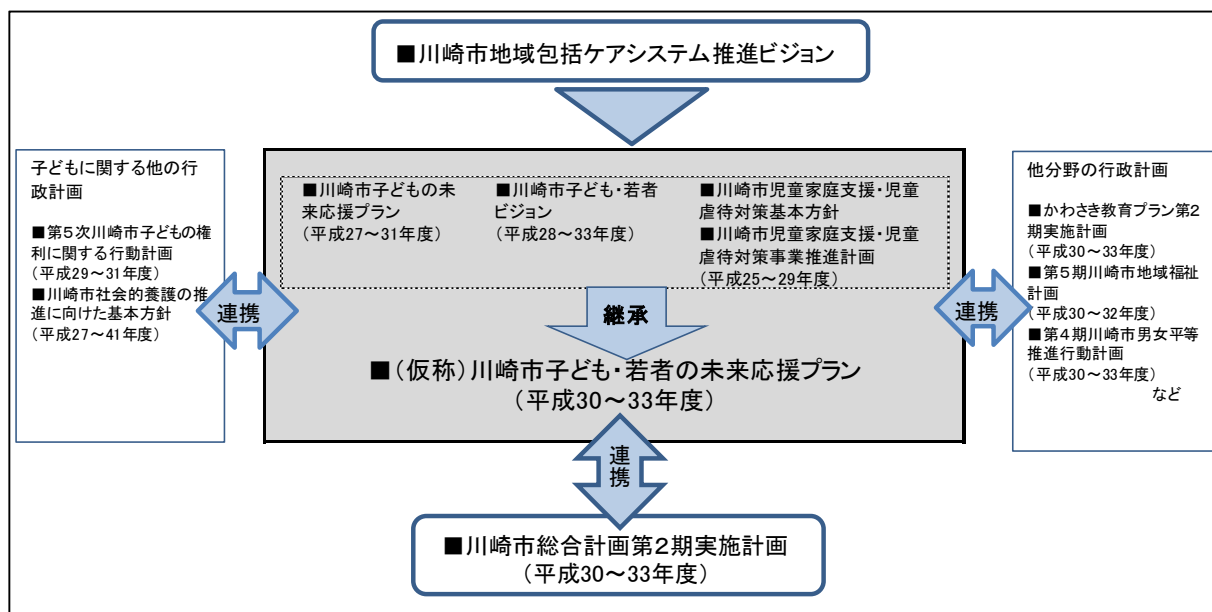 ■川崎市地域包括ケアシステム推進ビジョン
子どもに関する他の行
政計画
■第5次川崎市子どもの権
利に関する行動計画
(平成29~31年度)
■川崎市社会的養護の推
進に向けた基本方針
(平成27~41年度)
連携
■川崎市子どもの未
来応援プラン
(平成27~31年度)
■川崎市子ども・若者
ビジョン
(平成28~33年度)
■川崎市児童家庭支援・児童
虐待対策基本方針
■川崎市児童家庭支援・児童
虐待対策事業推進計画
(平成25~29年度)
継承
■(仮称)川崎市子ども・若者の未来応援プラン
(平成30~33年度)
連携
他分野の行政計画
■かわさき教育プラン第2
期実施計画
(平成30~33年度)
■第5期川崎市地域福祉
計画
(平成30~32年度)
■第4期川崎市男女平等
推進行動計画
(平成30~33年度)
など
連
携
■川崎市総合計画第2期実施計画
(平成30~33年度)